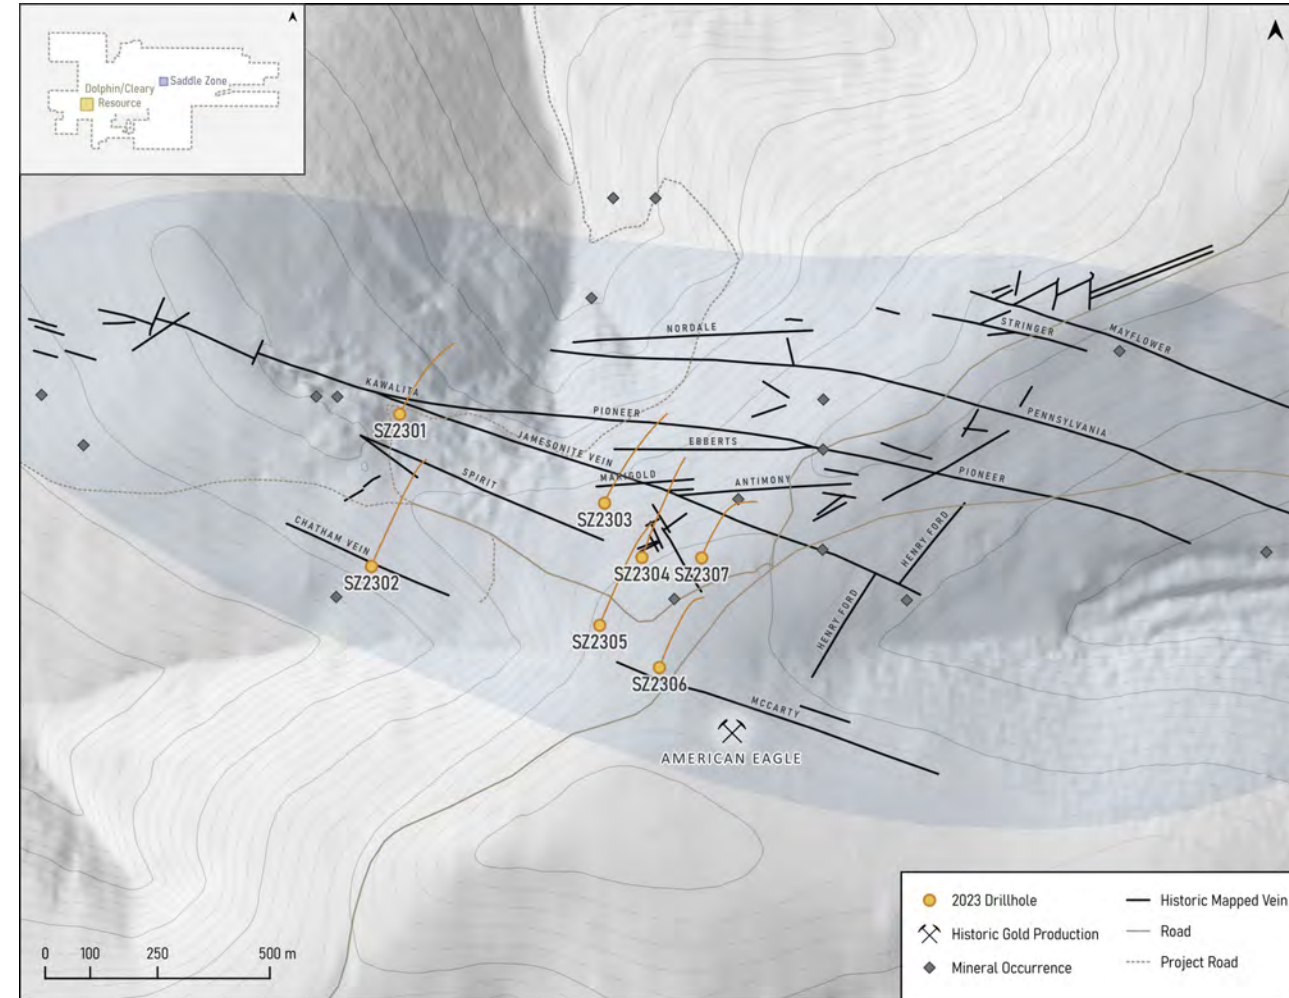 Dolphin/Cleary
Resource
Saddle Zone
NORDALE
STRINGER
MAYFLOWER
KAWALITA
PIONEER
PENNSYLVANIA
SZ2301
JAMESONITE VEIN
EBBERTS
SPIRIT
MARIGOLD
ANTIMONY
PIONEER
SZ2303
CHATHAM VEIN
HENRY FORD
SZ2302
SZ2304
SZ2307
HENRY FORD
SZ2305
SZ2306
MCCARTY
AMERICAN EAGLE
2023 Drillhole
Historic Gold Production
Mineral Occurrence
Historic Mapped Vein
Road
Project Road
0 100 250 500 m